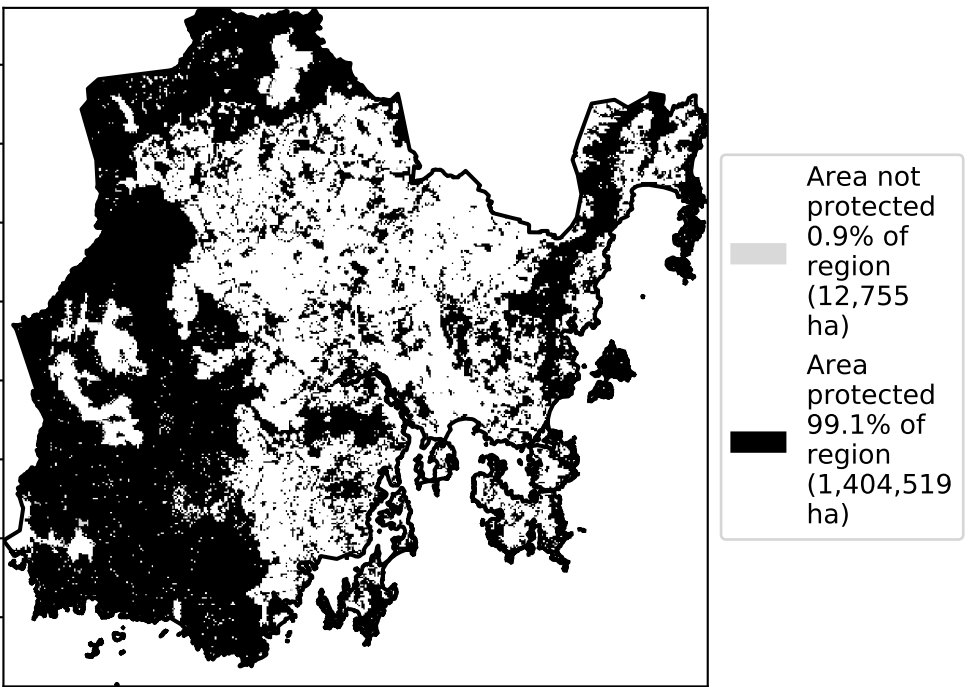 Area not
protected
0.9% of
region
(12,755
ha)
Area
protected
99.1% of
region
(1,404,519
ha)